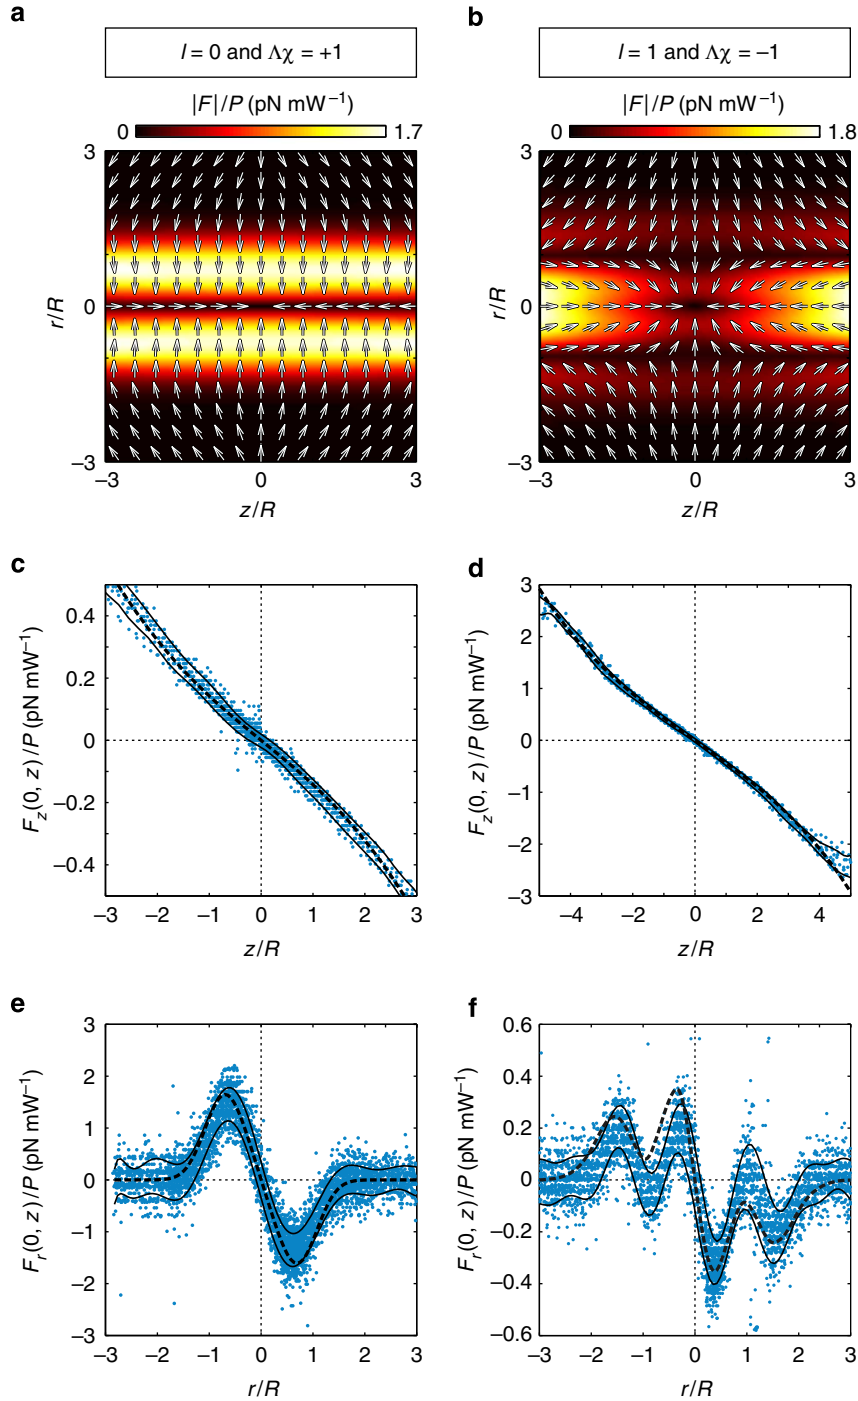 a
l = 0 and Λχ = +1
|F|/P (pN mW⁻¹)
0 1.7
3
0
−3
r/R
−3 0 3
z/R
b
l = 1 and Λχ = −1
|F|/P (pN mW⁻¹)
0 1.8
3
0
−3
r/R
−3 0 3
z/R
c
0.4
0.2
0
−0.2
−0.4
F_z(0, z)/P (pN mW⁻¹)
−3 −2 −1 0 1 2 3
z/R
d
3
2
1
0
−1
−2
−3
F_z(0, z)/P (pN mW⁻¹)
−4 −2 0 2 4
z/R
e
3
2
1
0
−1
−2
−3
F_r(0, z)/P (pN mW⁻¹)
−3 −2 −1 0 1 2 3
r/R
f
0.6
0.4
0.2
0
−0.2
−0.4
−0.6
F_r(0, z)/P (pN mW⁻¹)
−3 −2 −1 0 1 2 3
r/R